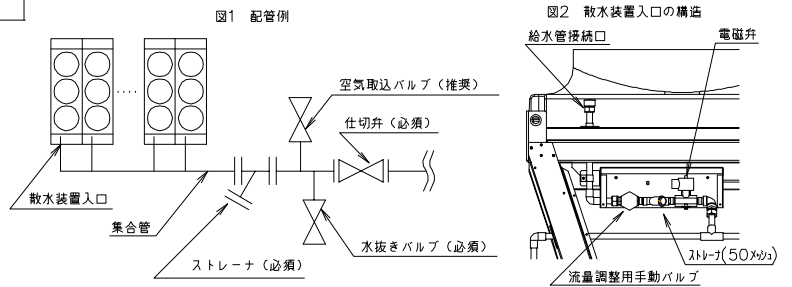 図1 配管例
空気取込バルブ（推奨）
仕切弁（必須）
散水装置入口
集合管
ストレーナ（必須）
水抜きバルブ（必須）
図2 散水装置入口の構造
給水管接続口
電磁弁
ストレーナ(50メッシュ)
流量調整用手動バルブ